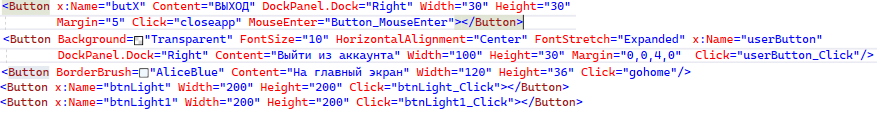 <Button x:Name="butX" Content="ВЫХОД" DockPanel.Dock="Right" Width="30" Height="30"
Margin="5" Click="closeapp" MouseEnter="Button_MouseEnter"></Button>
<Button Background="Transparent" FontSize="10" HorizontalAlignment="Center" FontStretch="Expanded" x:Name="userButton"
DockPanel.Dock="Right" Content="Выйти из аккаунта" Width="100" Height="30" Margin="0,0,4,0" Click="userButton_Click"/>
<Button BorderBrush="AliceBlue" Content="На главный экран" Width="120" Height="36" Click="gohome"/>
<Button x:Name="btnLight" Width="200" Height="200" Click="btnLight_Click"></Button>
<Button x:Name="btnLight1" Width="200" Height="200" Click="btnLight1_Click"></Button>